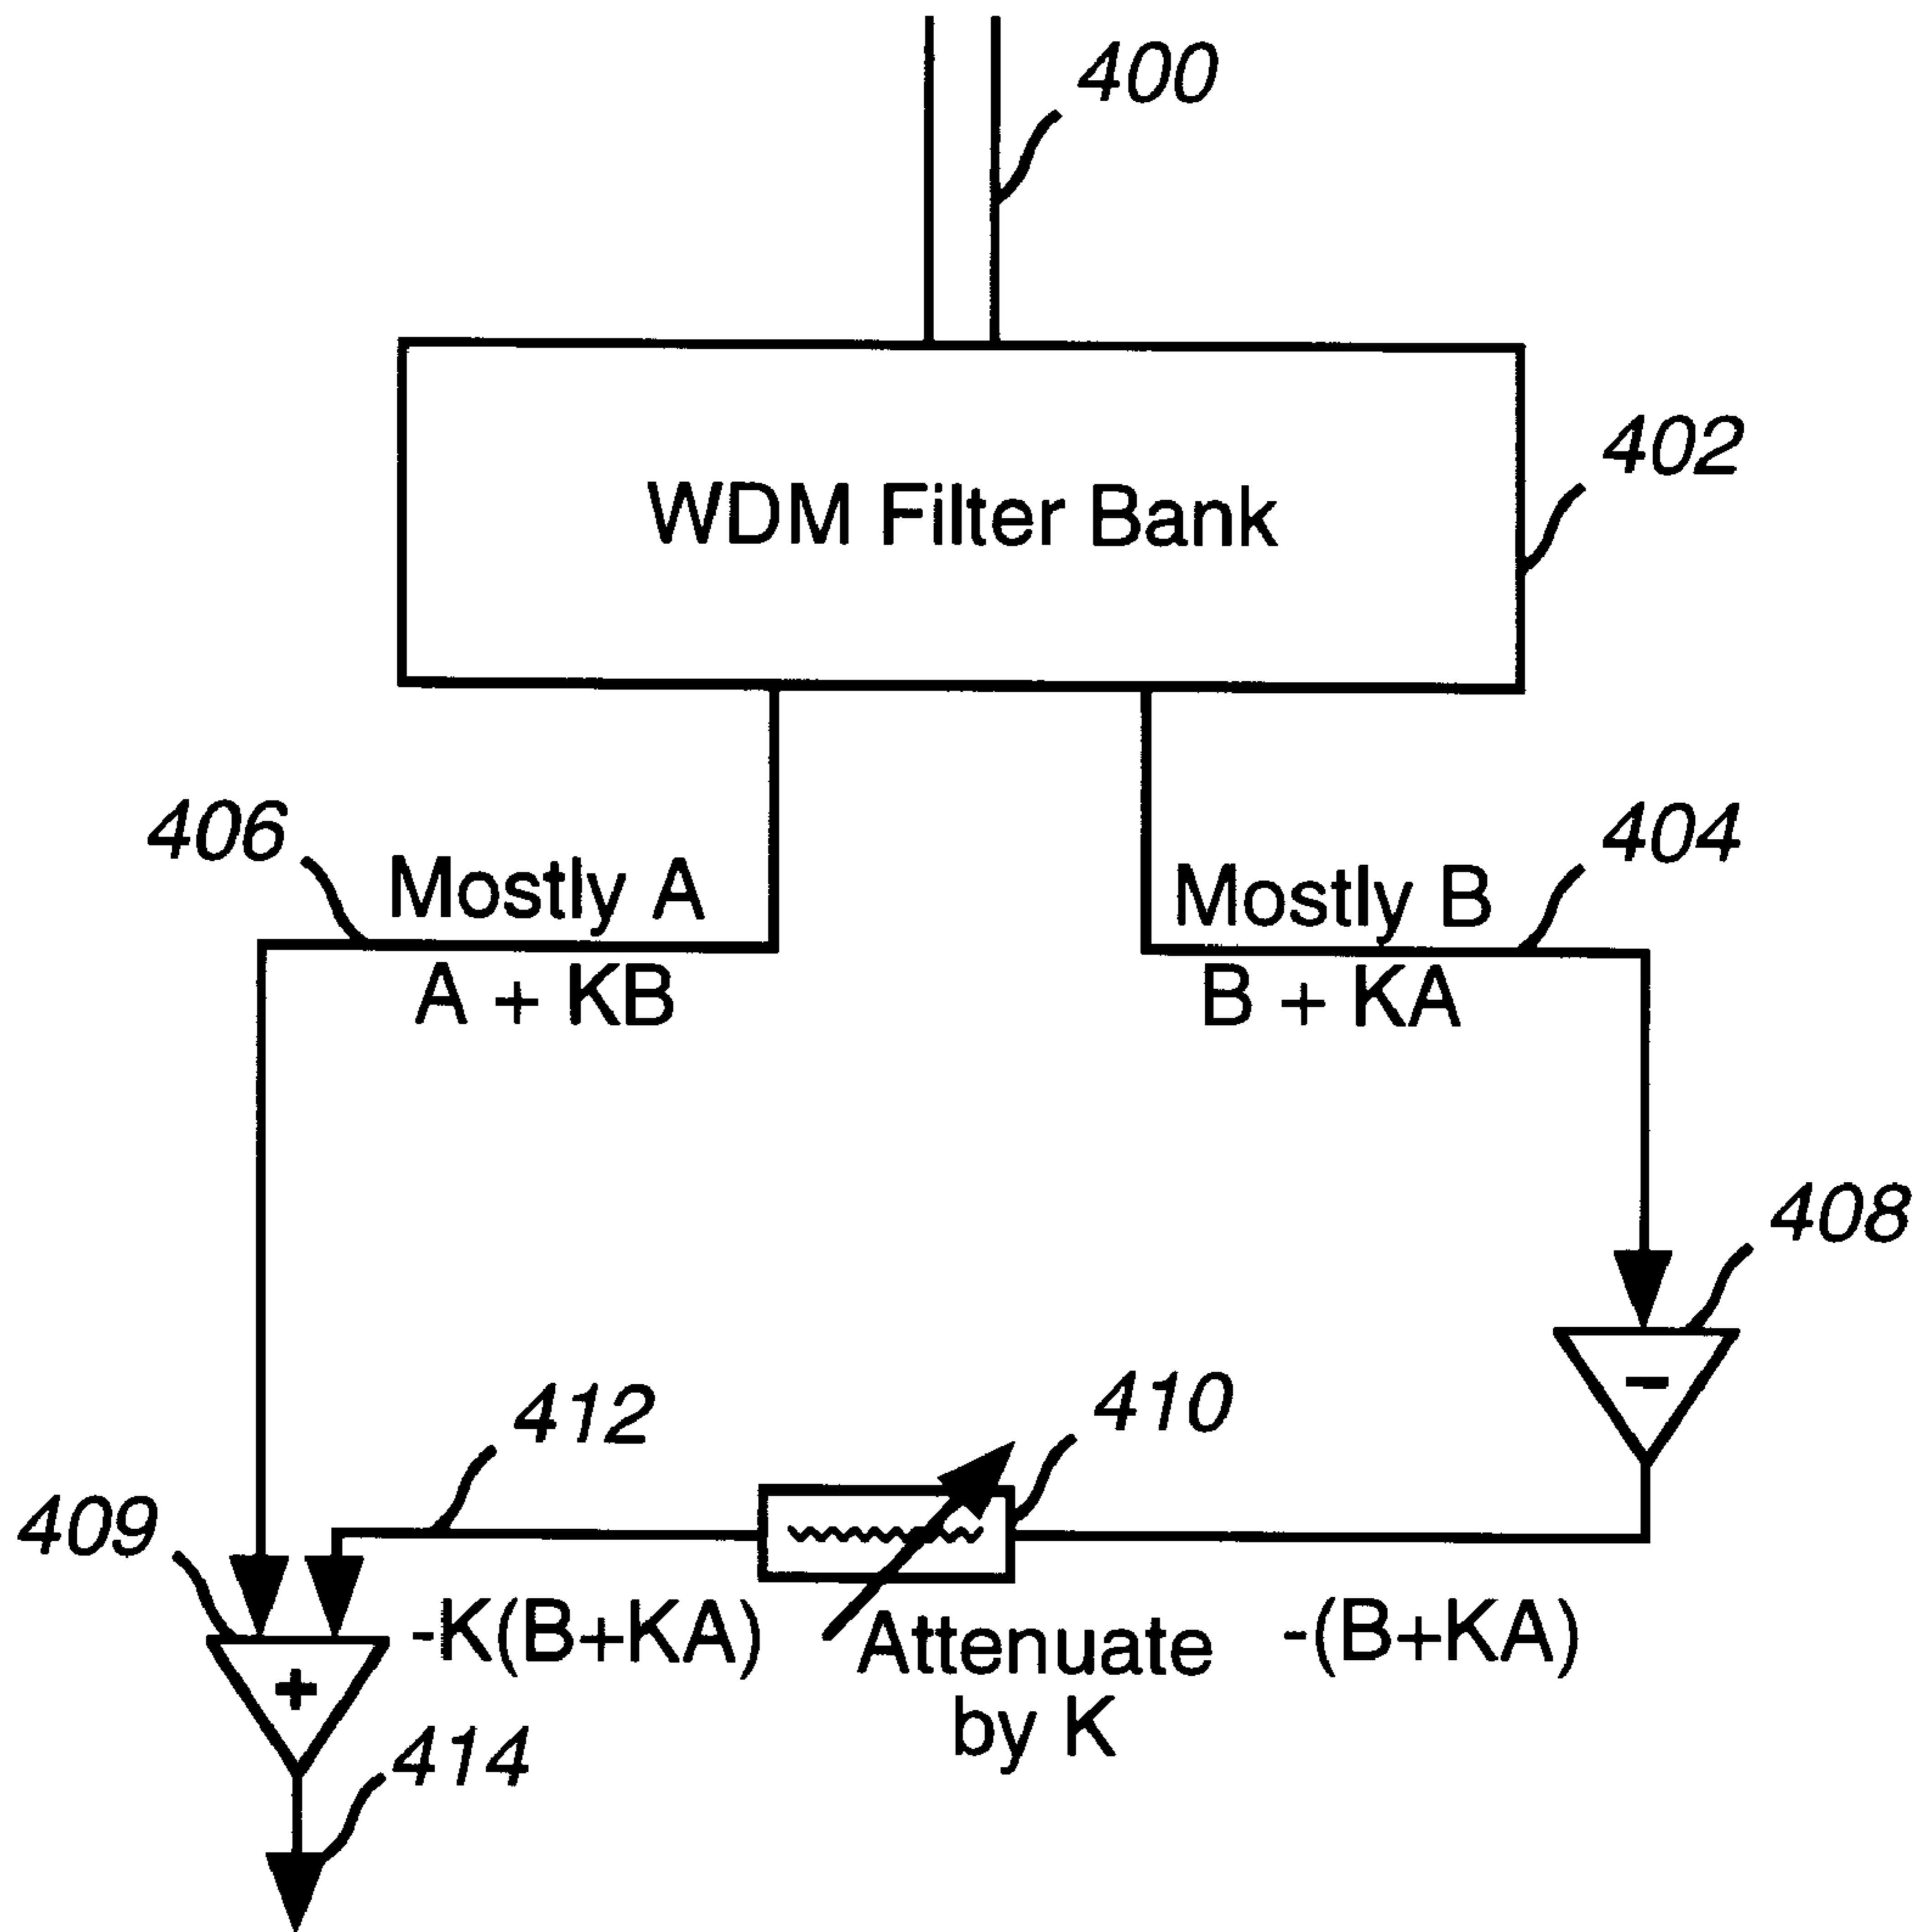 400
WDM Filter Bank
402
406
Mostly A
A + KB
404
Mostly B
B + KA
408
-
412
410
409
-K(B+KA)
Attenuate
by K
-(B+KA)
+
414